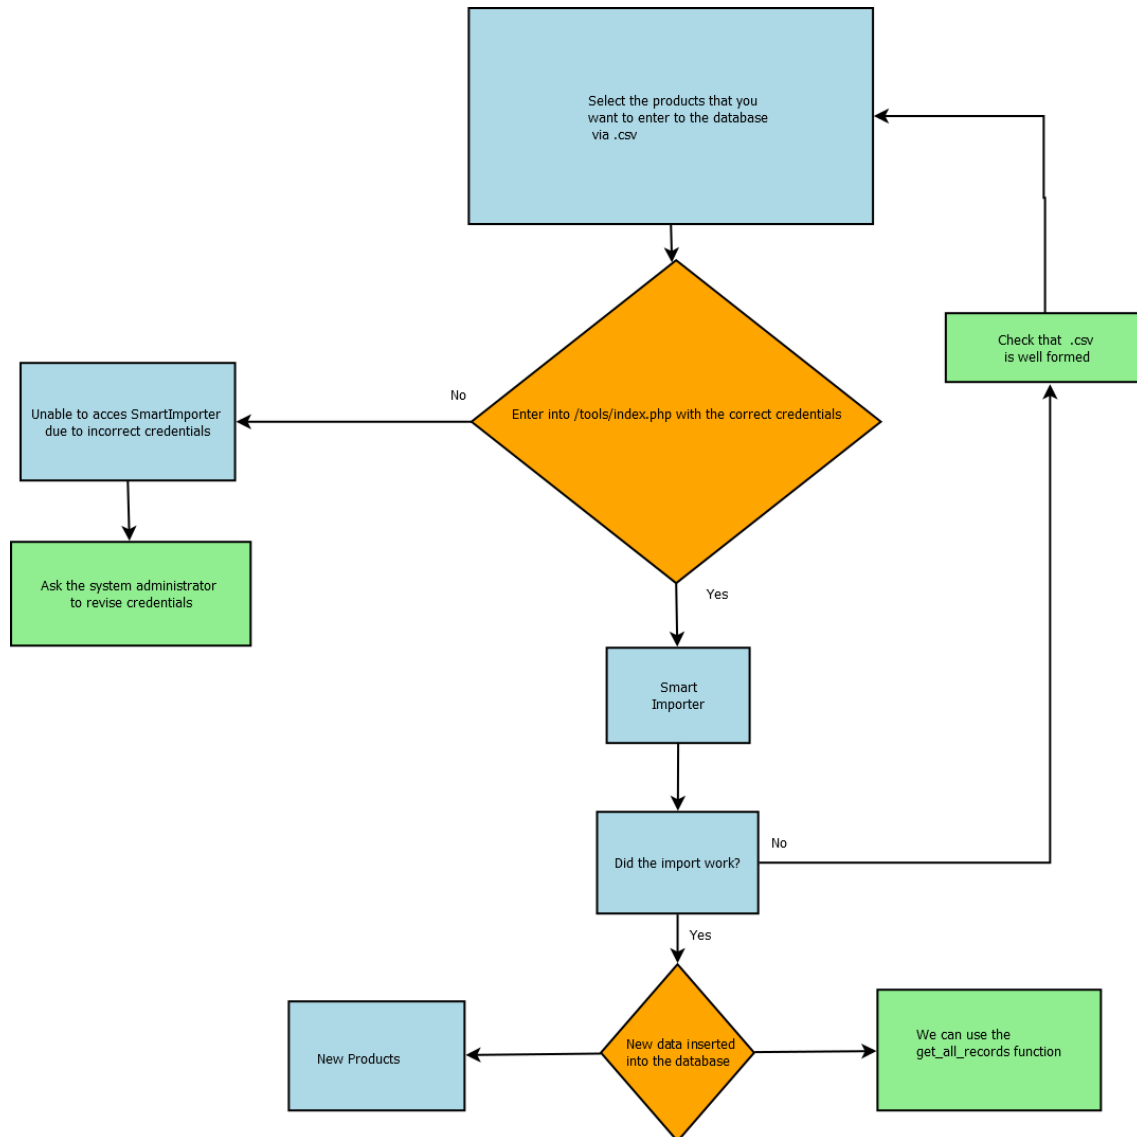 Select the products that you
want to enter to the database
via .csv
Check that .csv
is well formed
No
Unable to acces SmartImporter
due to incorrect credentials
Enter into /tools/index.php with the correct credentials
Ask the system administrator
to revise credentials
Yes
Smart
Importer
Did the import work?
No
Yes
New Products
New data inserted
into the database
We can use the
get_all_records function